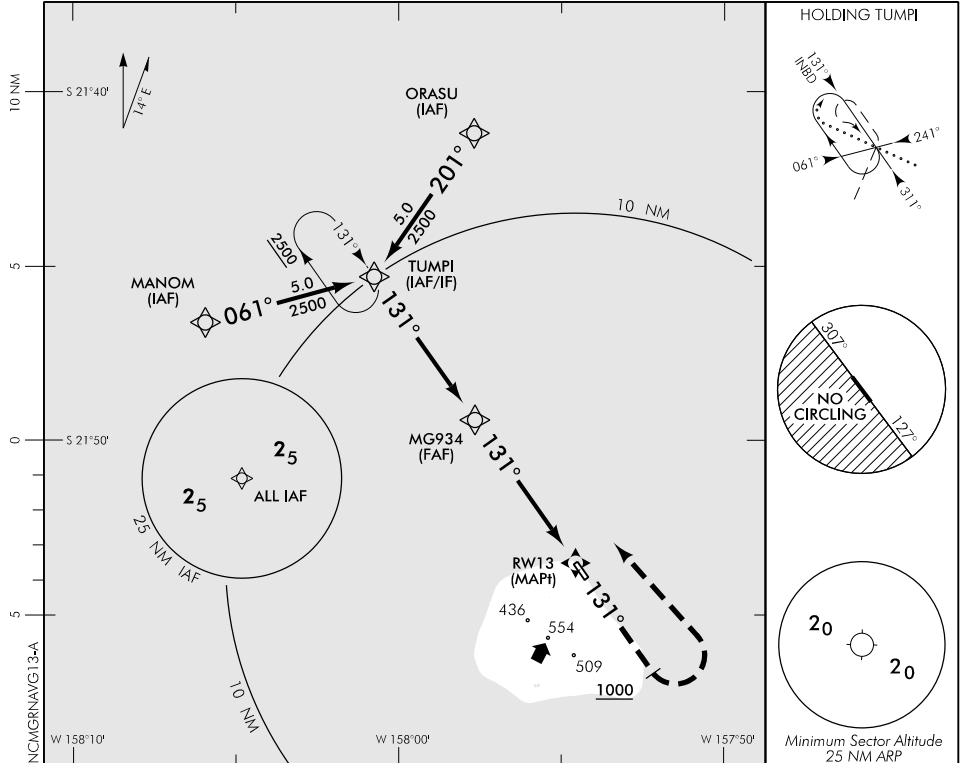 HOLDING TUMPI
131°
INBD
241°
061°
311°
10 NM
S 21°40'
14° E
ORASU
(IAF)
201°
5.0
2500
10 NM
131°
2500
TUMPI
(IAF/IF)
MANOM
(IAF)
061°
5.0
2500
131°
5
307°
NO
CIRCLING
127°
0
S 21°50'
MG934
(FAF)
131°
25
25
ALL IAF
25 NM IAF
RW13
(MAPt)
131°
436
554
509
1000
5
20
20
10 NM
NCMGRNAVG13-A
W 158°10'
W 158°00'
W 157°50'
Minimum Sector Altitude
25 NM ARP